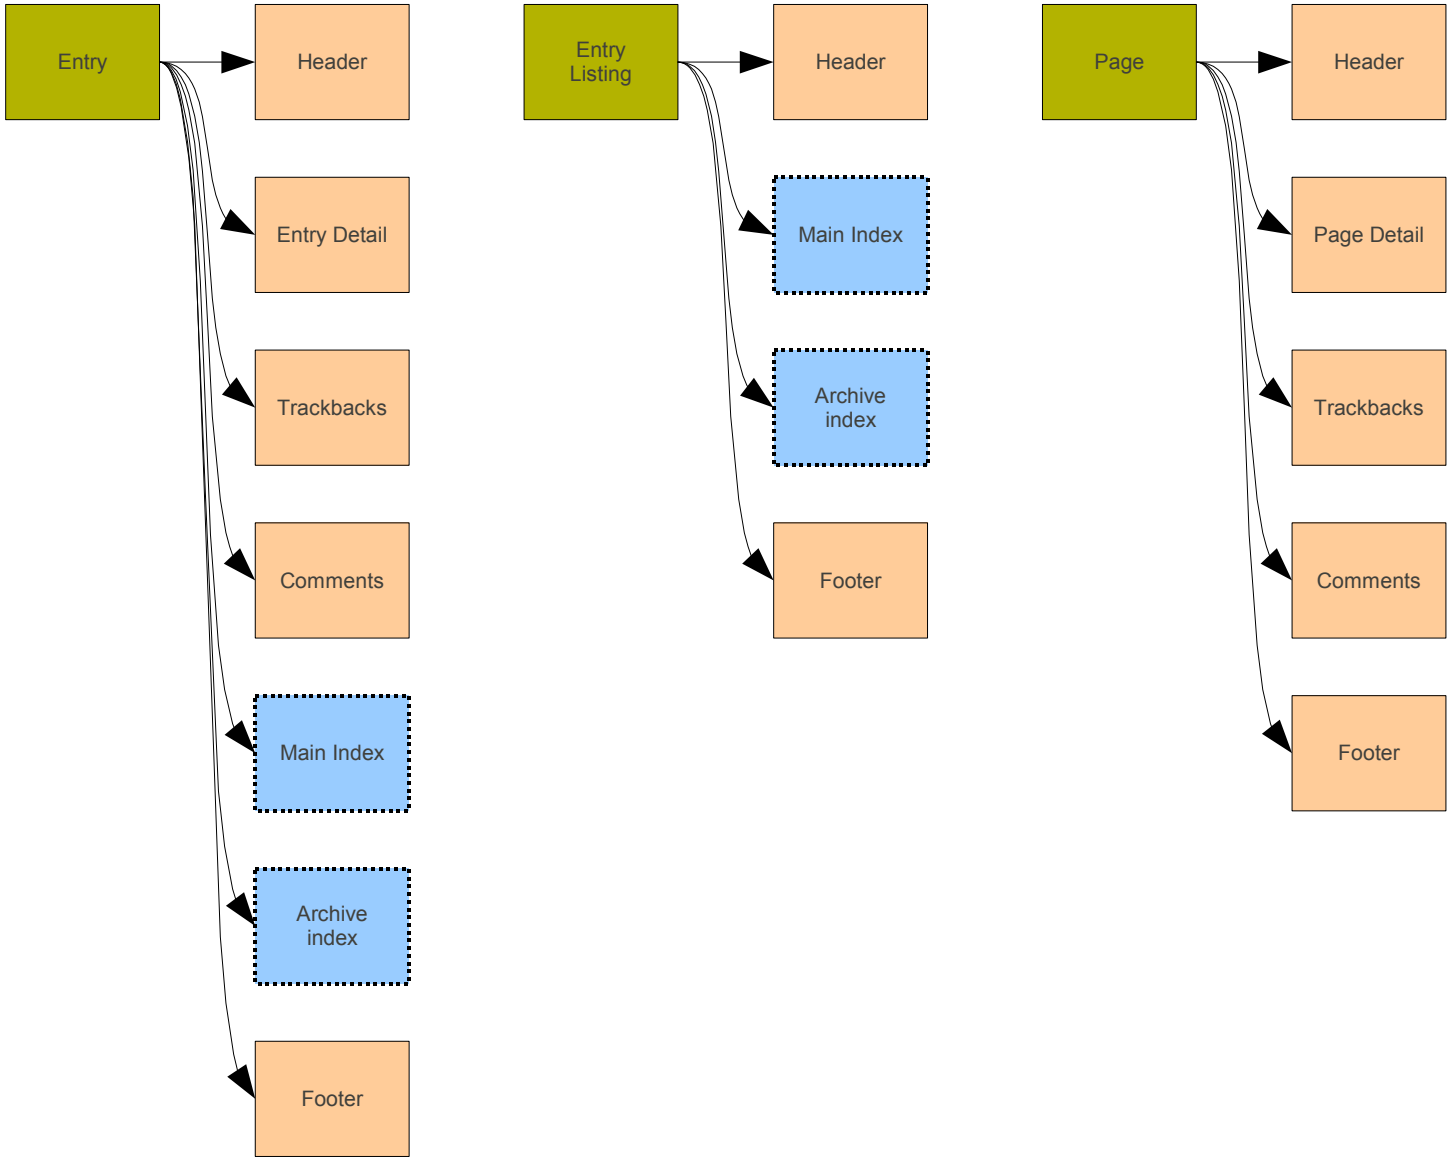 Entry
Header
Entry Detail
Trackbacks
Comments
Main Index
Archive
index
Footer
Entry
Listing
Header
Main Index
Archive
index
Footer
Page
Header
Page Detail
Trackbacks
Comments
Footer